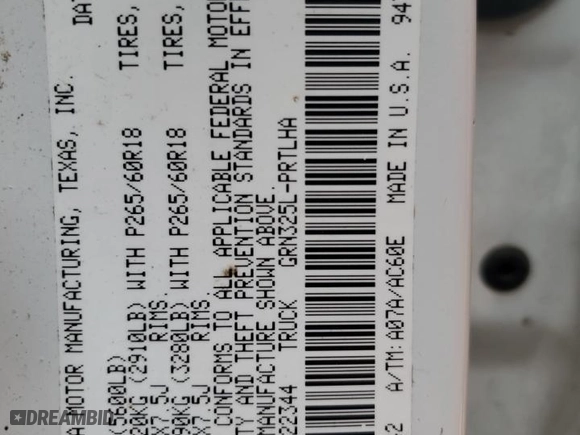 A MOTOR MANUFACTURING, TEXAS, INC. DA
(5600LB)
20KG (2910LB) WITH P265/60R18 TIRES,
X7.5J RIMS.
90KG (3280LB) WITH P265/60R18 TIRES,
X7.5J RIMS.
CONFORMS TO ALL APPLICABLE FEDERAL MOTOR
TY AND THEFT PREVENTION STANDARDS IN EFF
MANUFACTURE SHOWN ABOVE.
22344 TRUCK GRN325L-PRTLHA
2 A/TM:A07A/AC60E MADE IN U.S.A. 94
DREAMBID